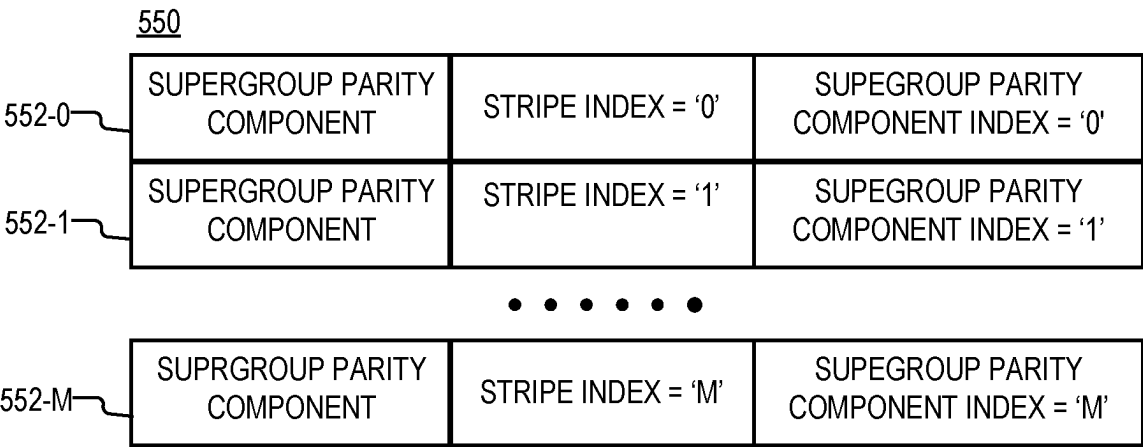 550
552-0
SUPERGROUP PARITY
COMPONENT
STRIPE INDEX = ‘0’
SUPEGROUP PARITY
COMPONENT INDEX = ‘0'
552-1
SUPERGROUP PARITY
COMPONENT
STRIPE INDEX = ‘1’
SUPEGROUP PARITY
COMPONENT INDEX = ‘1’
552-M
SUPRGROUP PARITY
COMPONENT
STRIPE INDEX = ‘M’
SUPEGROUP PARITY
COMPONENT INDEX = ‘M’